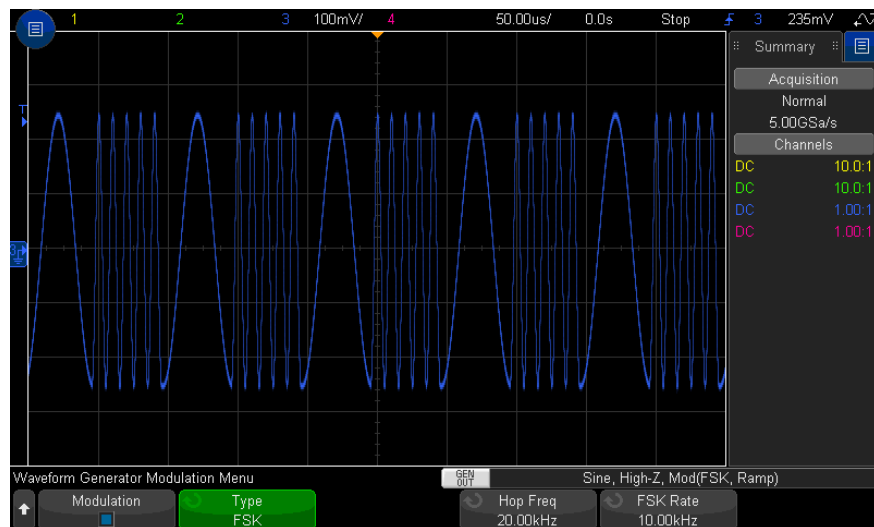 1 2 3 100mV/ 4 50.00us/ 0.0s Stop 3 235mV
Summary
Acquisition
Normal
5.00GSa/s
Channels
DC 10.0:1
DC 10.0:1
DC 1.00:1
DC 1.00:1
T
3
Waveform Generator Modulation Menu
GEN
OUT
Sine, High-Z, Mod(FSK, Ramp)
Modulation
Type
FSK
Hop Freq
20.00kHz
FSK Rate
10.00kHz